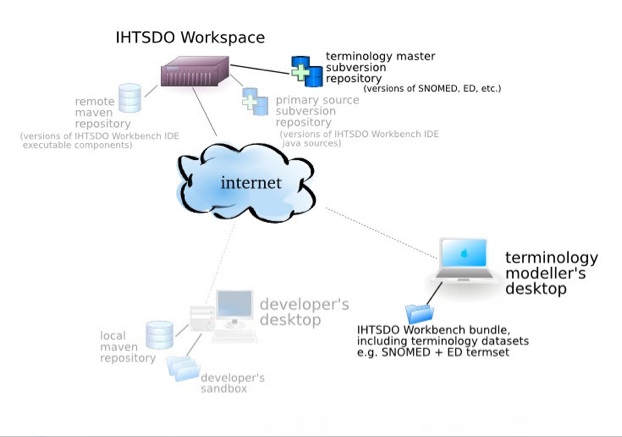 IHTSDO Workspace
terminology master
subversion
repository
(versions of SNOMED, ED, etc.)
remote
maven
repository
(versions of IHTSDO Workbench IDE
executable components)
primary source
subversion
repository
(versions of IHTSDO Workbench IDE
java sources)
internet
terminology
modeller's
desktop
IHTSDO Workbench bundle,
including terminology datasets
e.g. SNOMED + ED termset
developer's
desktop
local
maven
repository
developer's
sandbox